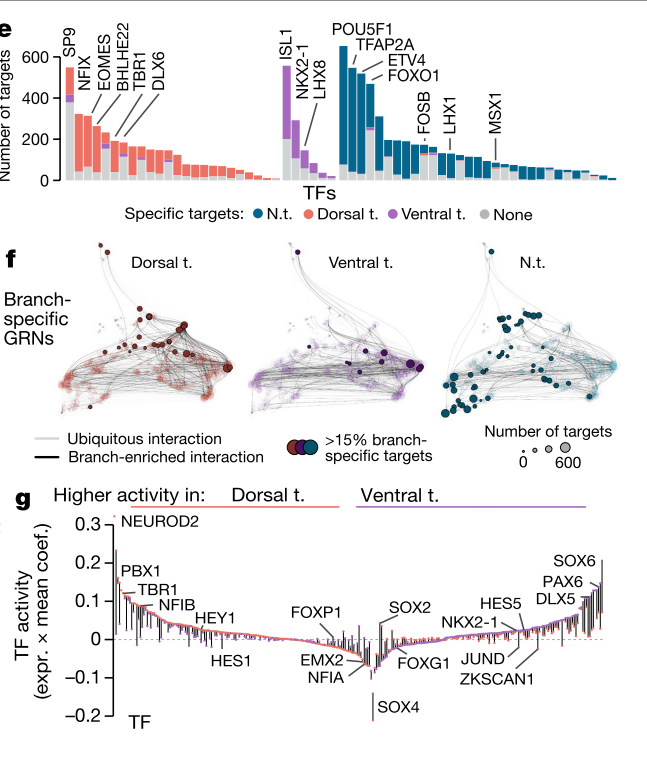 e
Number of targets
600
400
200
0
SP9
NFIX
EOMES
BHLHE22
TBR1
DLX6
ISL1
NKX2-1
LHX8
POU5F1
TFAP2A
ETV4
FOXO1
FOSB
LHX1
MSX1
TFs
Specific targets: N.t. Dorsal t. Ventral t. None
f
Dorsal t. Ventral t. N.t.
Branch-
specific
GRNs
Ubiquitous interaction
Branch-enriched interaction
>15% branch-
specific targets
Number of targets
0 600
g
Higher activity in: Dorsal t. Ventral t.
TF activity
(expr. × mean coef.)
0.3
0.2
0.1
0
–0.1
–0.2
NEUROD2
PBX1
TBR1
NFIB
HEY1
HES1
FOXP1
EMX2
NFIA
SOX2
FOXG1
SOX4
NKX2-1
HES5
JUND
ZKSCAN1
SOX6
PAX6
DLX5
TF